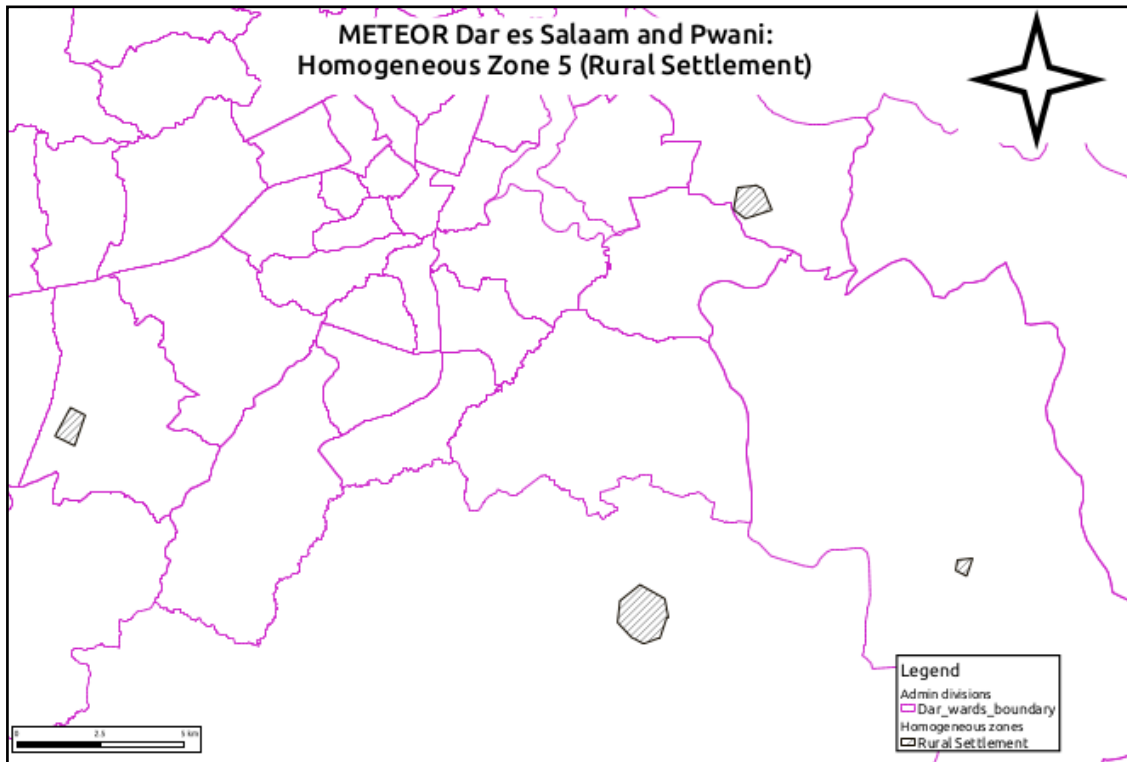 METEOR Dar es Salaam and Pwani:
Homogeneous Zone 5 (Rural Settlement)
Legend
Admin divisions
Dar_wards_boundary
Homogeneous zones
Rural Settlement
0 2.5 5 km